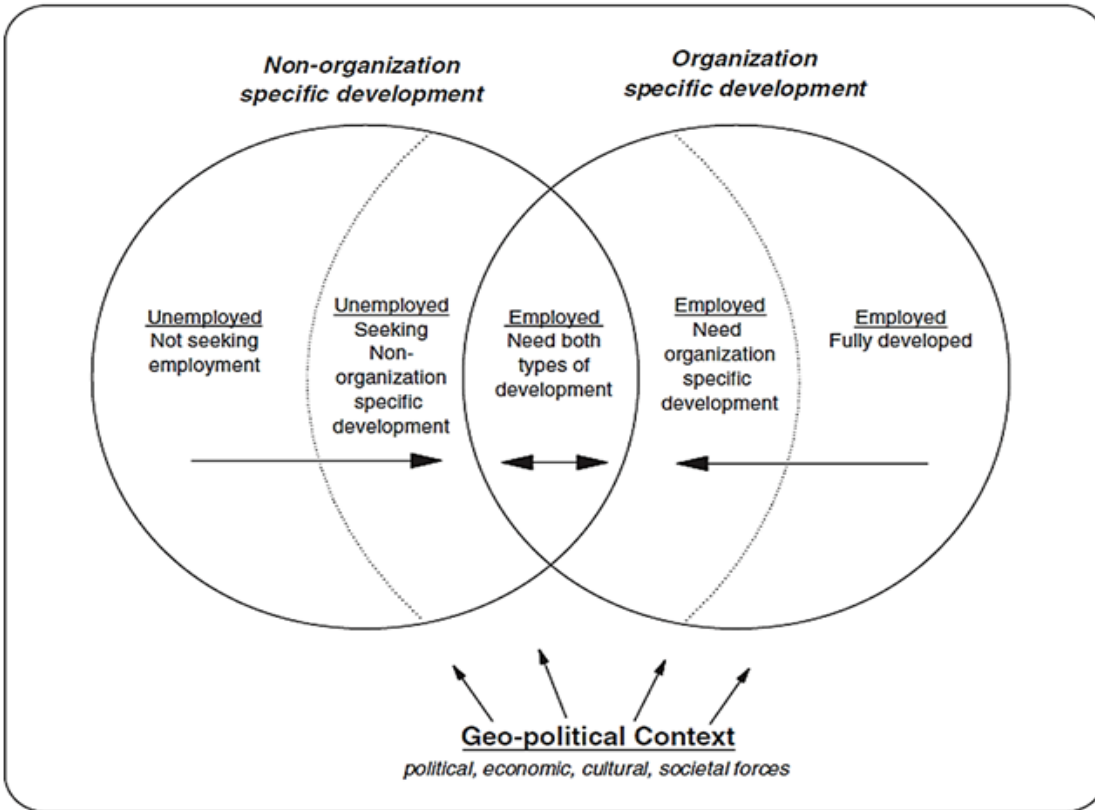 Non-organization
specific development
Organization
specific development
Unemployed
Not seeking
employment
Unemployed
Seeking
Non-
organization
specific
development
Employed
Need both
types of
development
Employed
Need
organization
specific
development
Employed
Fully developed
Geo-political Context
political, economic, cultural, societal forces